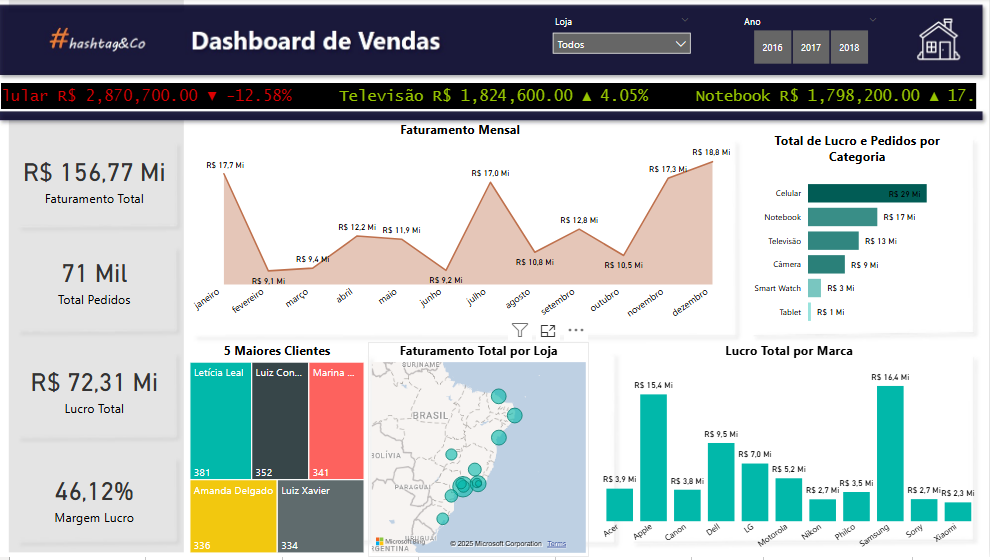 #hashtag&Co
Dashboard de Vendas
Loja
Todos
Ano
2016
2017
2018
lular R$ 2,870,700.00 ▼ -12.58%
Televisão R$ 1,824,600.00 ▲ 4.05%
Notebook R$ 1,798,200.00 ▲ 17.
R$ 156,77 Mi
Faturamento Total
71 Mil
Total Pedidos
R$ 72,31 Mi
Lucro Total
46,12%
Margem Lucro
Faturamento Mensal
R$ 17,7 Mi
R$ 9,1 Mi
R$ 9,4 Mi
R$ 12,2 Mi
R$ 11,9 Mi
R$ 9,2 Mi
R$ 17,0 Mi
R$ 10,8 Mi
R$ 12,8 Mi
R$ 10,5 Mi
R$ 17,3 Mi
R$ 18,8 Mi
janeiro
fevereiro
março
abril
maio
junho
julho
agosto
setembro
outubro
novembro
dezembro
Total de Lucro e Pedidos por
Categoria
Celular
R$ 29 Mi
Notebook
R$ 17 Mi
Televisão
R$ 13 Mi
Câmera
R$ 9 Mi
Smart Watch
R$ 3 Mi
Tablet
R$ 1 Mi
5 Maiores Clientes
Letícia Leal
381
Luiz Con...
352
Marina ...
341
Amanda Delgado
336
Luiz Xavier
334
Faturamento Total por Loja
SURINAME
BRASIL
BOLÍVIA
PARAGUAI
ARGENTINA
Microsoft Bing
© 2025 Microsoft Corporation
Terms
Lucro Total por Marca
R$ 3,9 Mi
R$ 15,4 Mi
R$ 3,8 Mi
R$ 9,5 Mi
R$ 7,0 Mi
R$ 5,2 Mi
R$ 2,7 Mi
R$ 3,5 Mi
R$ 16,4 Mi
R$ 2,7 Mi
R$ 2,3 Mi
Acer
Apple
Canon
Dell
LG
Motorola
Nikon
Philco
Samsung
Sony
Xiaomi